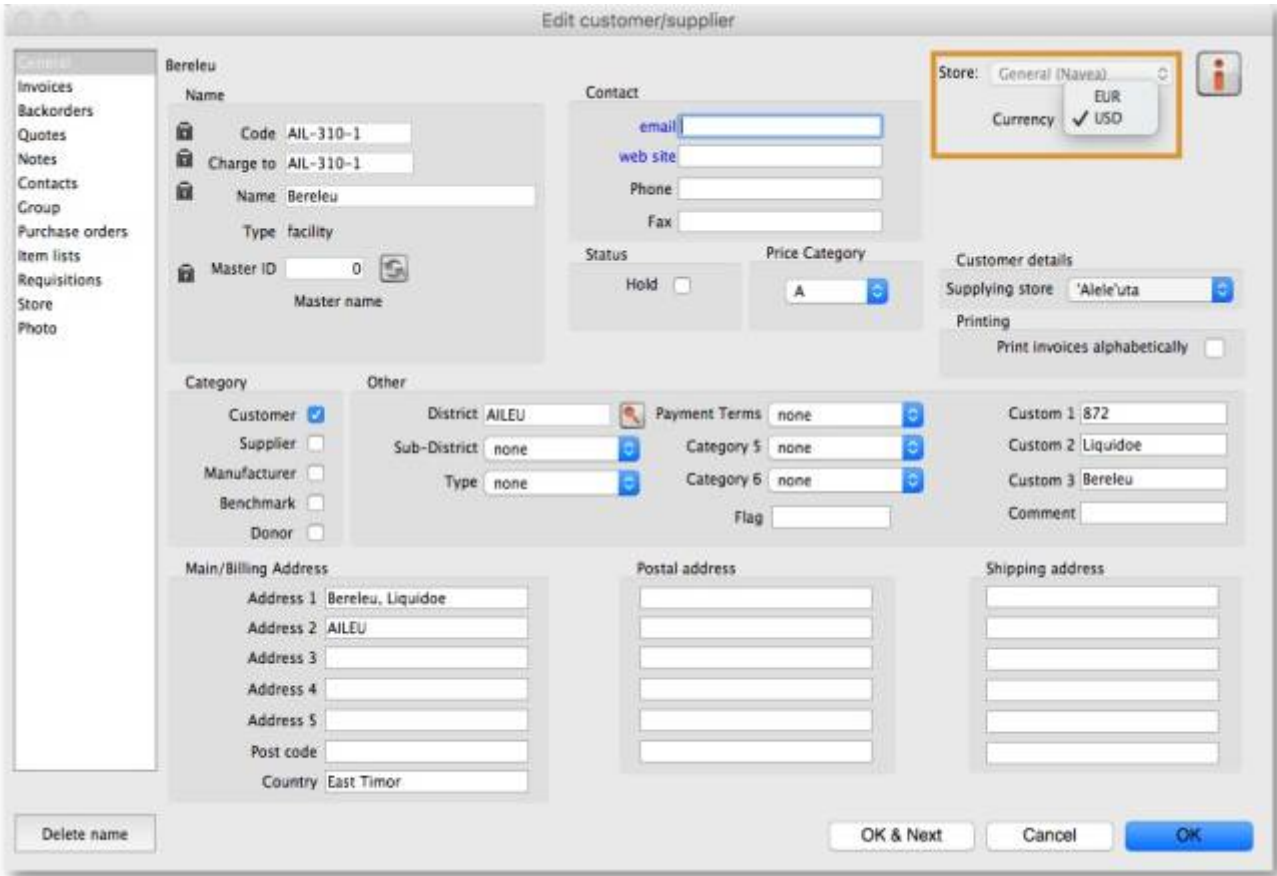 Edit customer/supplier
General
Invoices
Backorders
Quotes
Notes
Contacts
Group
Purchase orders
Item lists
Requisitions
Store
Photo
Bereleu
Name
Code AIL-310-1
Charge to AIL-310-1
Name Bereleu
Type facility
Master ID 0
Master name
Contact
email
web site
Phone
Fax
Store: General (Navea)
EUR
Currency ✓ USD
Status
Hold
Price Category
A
Customer details
Supplying store 'Alele'uta
Printing
Print invoices alphabetically
Category
Customer
Supplier
Manufacturer
Benchmark
Donor
Other
District AILEU
Sub-District none
Type none
Payment Terms none
Category 5 none
Category 6 none
Flag
Custom 1 872
Custom 2 Liquidoe
Custom 3 Bereleu
Comment
Main/Billing Address
Address 1 Bereleu, Liquidoe
Address 2 AILEU
Address 3
Address 4
Address 5
Post code
Country East Timor
Postal address
Shipping address
Delete name
OK & Next
Cancel
OK